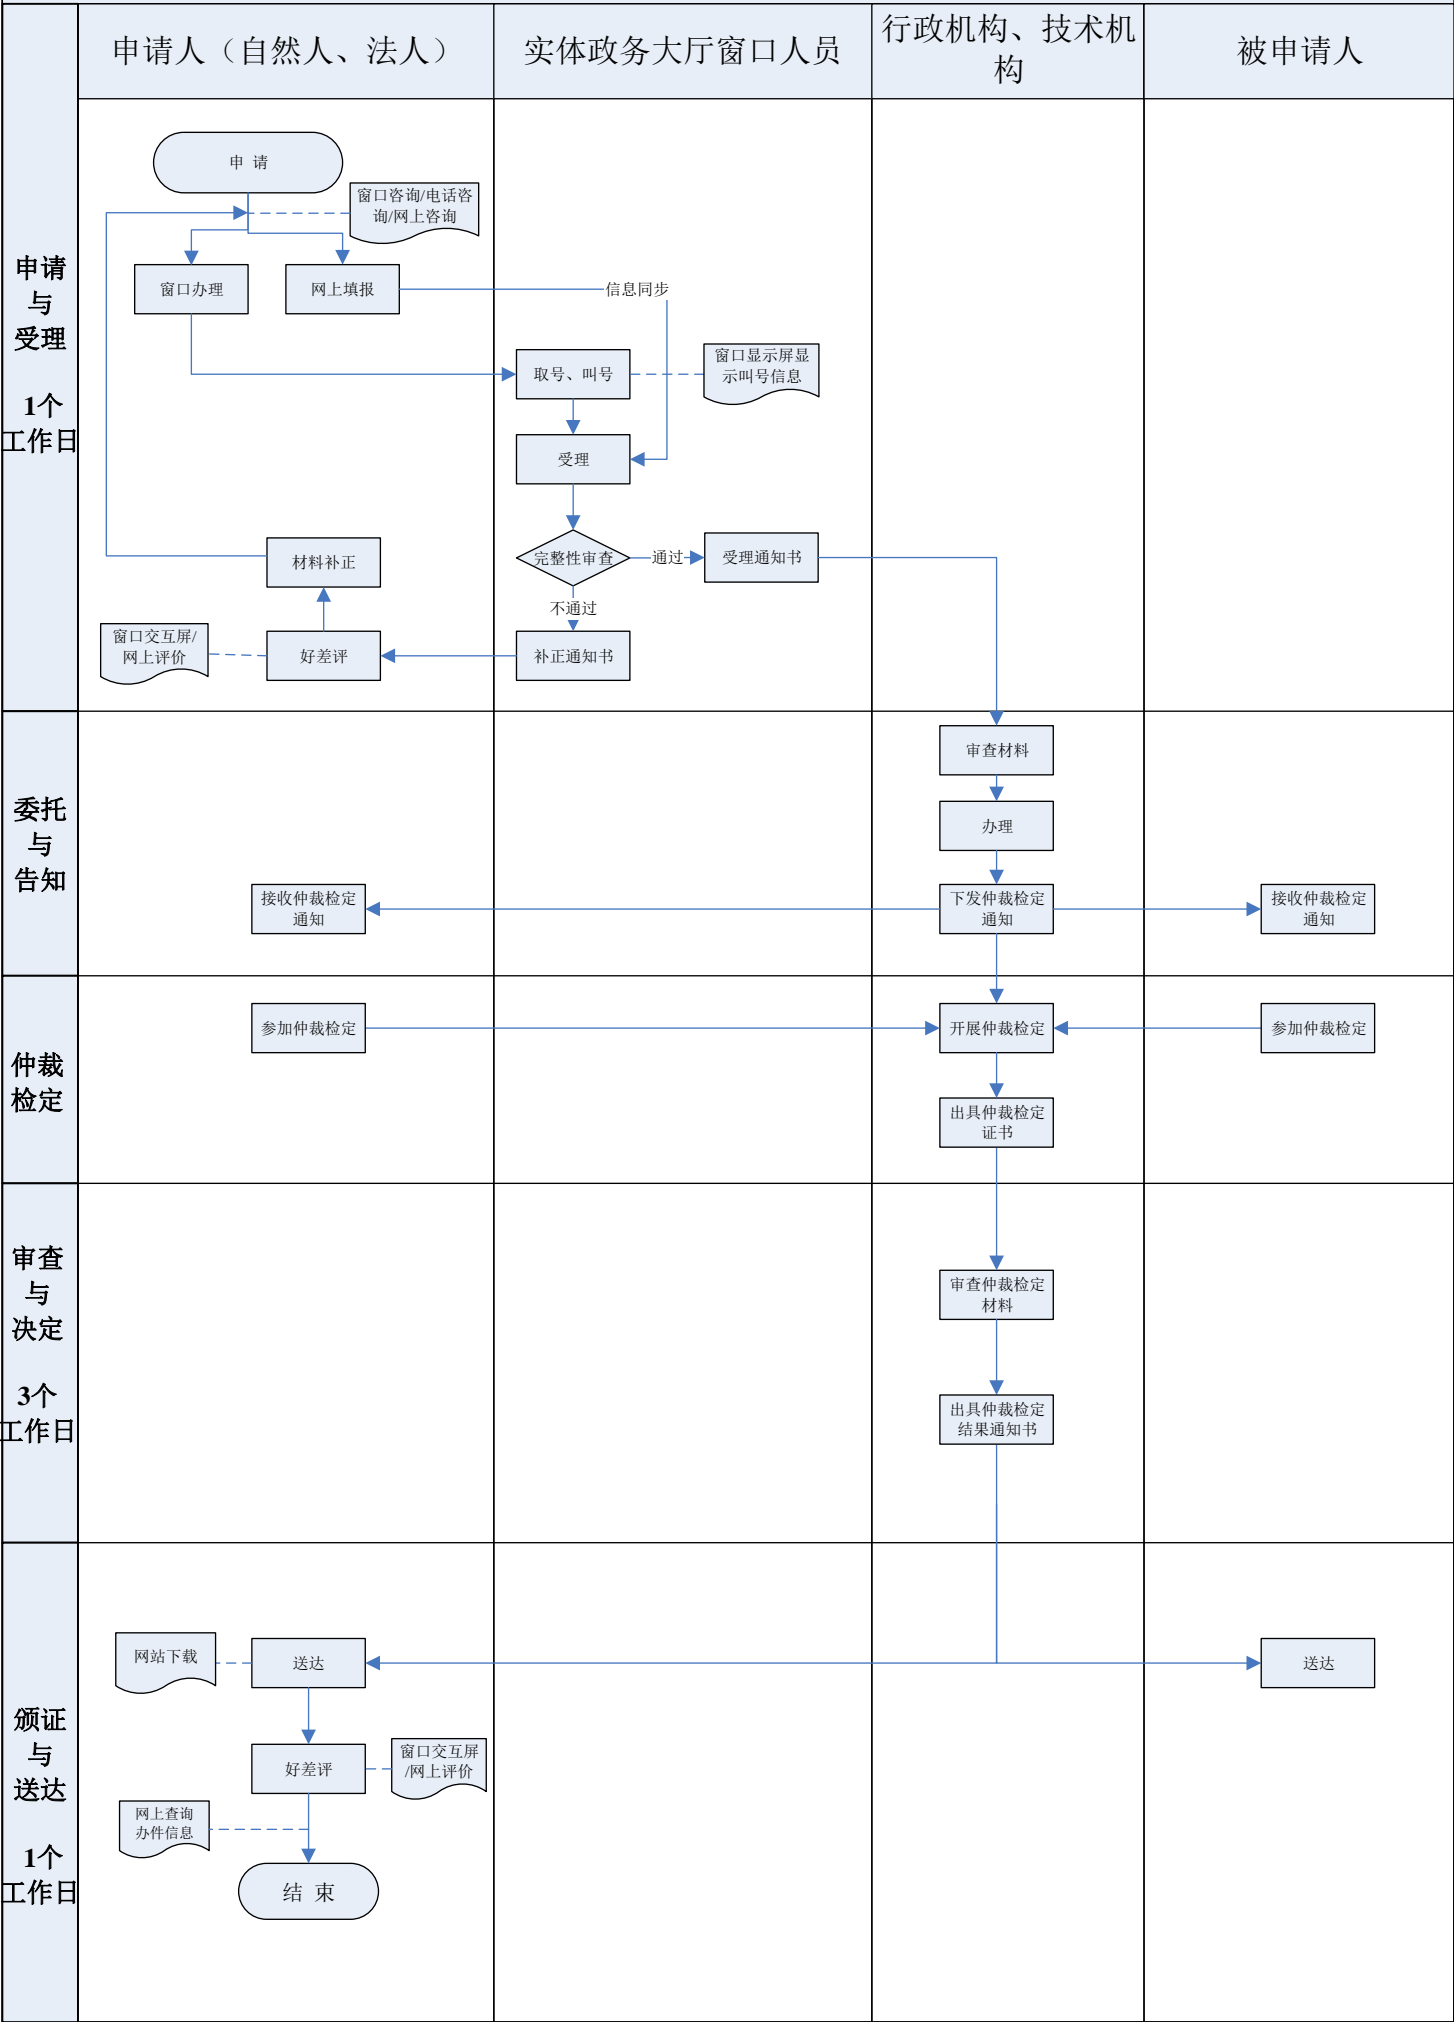 申请人（自然人、法人）
实体政务大厅窗口人员
行政机构、技术机
构
被申请人
申请
与
受理
1个
工作日
申 请
窗口咨询/电话咨
询/网上咨询
窗口办理
网上填报
信息同步
取号、叫号
窗口显示屏显
示叫号信息
受理
完整性审查
通过
受理通知书
材料补正
不通过
窗口交互屏/
网上评价
好差评
补正通知书
委托
与
告知
审查材料
办理
接收仲裁检定
通知
下发仲裁检定
通知
接收仲裁检定
通知
仲裁
检定
参加仲裁检定
开展仲裁检定
参加仲裁检定
出具仲裁检定
证书
审查
与
决定
3个
工作日
审查仲裁检定
材料
出具仲裁检定
结果通知书
颁证
与
送达
1个
工作日
网站下载
送达
送达
好差评
窗口交互屏
/网上评价
网上查询
办件信息
结 束